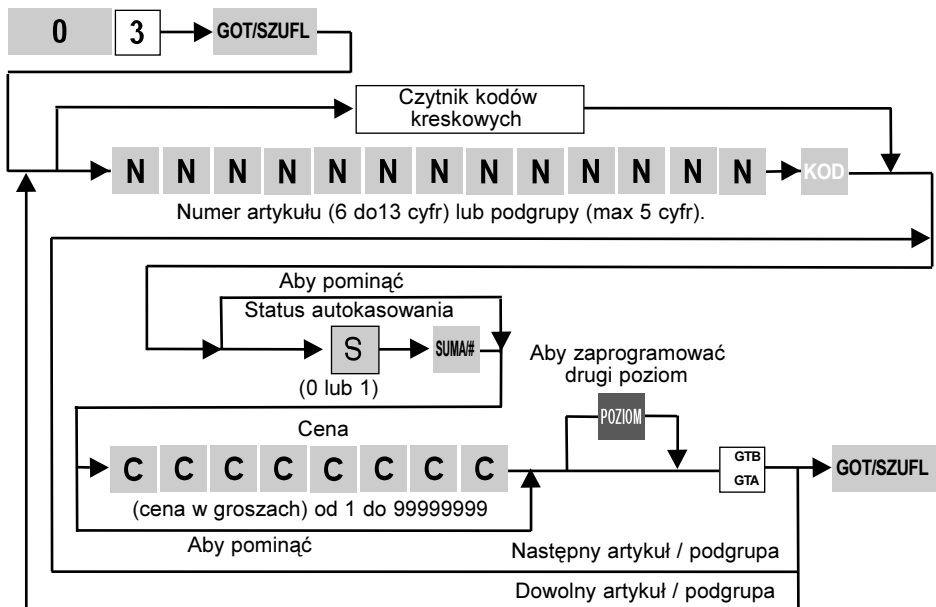 0 3 GOT/SZUFL
Czytnik kodów
kreskowych
N N N N N N N N N N N N N KOD
Numer artykułu (6 do13 cyfr) lub podgrupy (max 5 cyfr).
Aby pominąć
Status autokasowania
S SUMA/#
(0 lub 1)
Aby zaprogramować
drugi poziom
POZIOM
Cena
C C C C C C C C
GTB
GTA
GOT/SZUFL
(cena w groszach) od 1 do 99999999
Aby pominąć
Następny artykuł / podgrupa
Dowolny artykuł / podgrupa